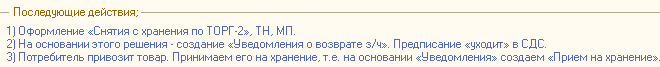 Последующие действия;
1) Оформление «Снятия с хранения по ТОРГ-2», ТН, МП.
2) На основании этого решения - создание «Уведомления о возврате з/ч». Предписание «уходит» в СДС.
3) Потребитель привозит товар. Принимаем его на хранение, т.е. на основании «Уведомления» создаем «Прием на хранение».